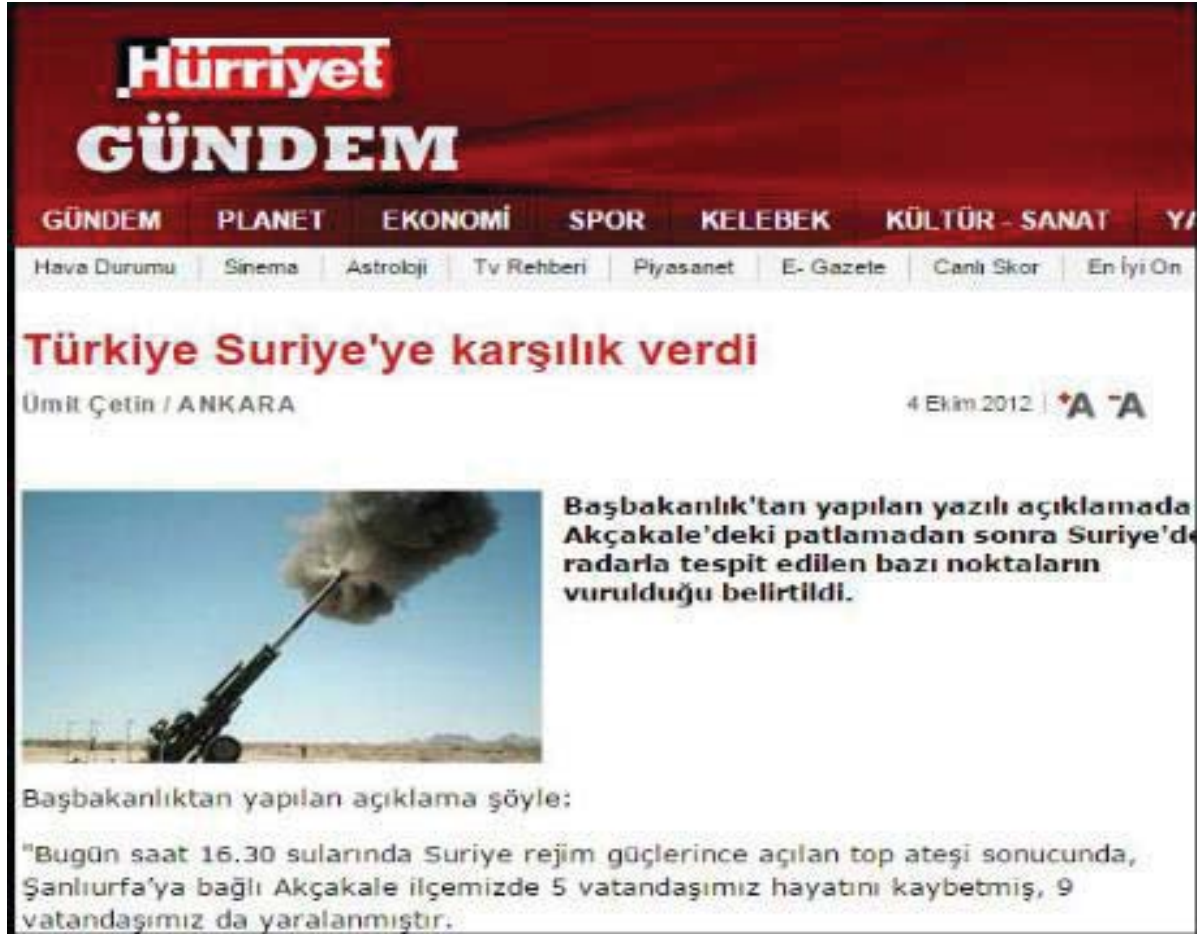 Hürriyet
GÜNDEM
GÜNDEM PLANET EKONOMİ SPOR KELEBEK KÜLTÜR - SANAT
Hava Durumu Sinema Astroloji Tv Rehberi Piyasanet E- Gazete Canlı Skor En İyi On
Türkiye Suriye'ye karşılık verdi
Ümit Çetin / ANKARA 4 Ekim 2012 +A -A
Başbakanlık'tan yapılan yazılı açıklamada
Akçakale'deki patlamadan sonra Suriye'de
radarla tespit edilen bazı noktaların
vurulduğu belirtildi.
Başbakanlıktan yapılan açıklama şöyle:
"Bugün saat 16.30 sularında Suriye rejim güçlerince açılan top ateşi sonucunda,
Şanlıurfa'ya bağlı Akçakale ilçemizde 5 vatandaşımız hayatını kaybetmiş, 9
vatandaşımız da yaralanmıştır.